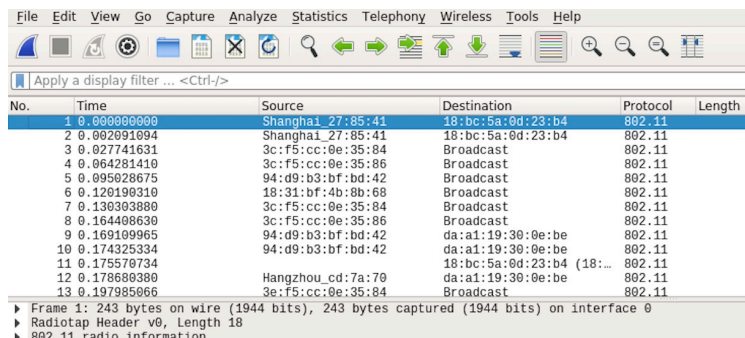 File Edit View Go Capture Analyze Statistics Telephony Wireless Tools Help
Apply a display filter ... <Ctrl-/>
No. Time Source Destination Protocol Length
1 0.000000000 Shanghai_27:85:41 18:bc:5a:0d:23:b4 802.11
2 0.002091094 Shanghai_27:85:41 18:bc:5a:0d:23:b4 802.11
3 0.027741631 3c:f5:cc:0e:35:84 Broadcast 802.11
4 0.064281410 3c:f5:cc:0e:35:86 Broadcast 802.11
5 0.095028675 94:d9:b3:bf:bd:42 Broadcast 802.11
6 0.120190310 18:31:bf:4b:8b:68 Broadcast 802.11
7 0.130303880 3c:f5:cc:0e:35:84 Broadcast 802.11
8 0.164408630 3c:f5:cc:0e:35:86 Broadcast 802.11
9 0.169109965 94:d9:b3:bf:bd:42 da:a1:19:30:0e:be 802.11
10 0.174325334 94:d9:b3:bf:bd:42 da:a1:19:30:0e:be 802.11
11 0.175570734 18:bc:5a:0d:23:b4 (18:… 802.11
12 0.178680380 Hangzhou_cd:7a:70 da:a1:19:30:0e:be 802.11
13 0.197985066 3e:f5:cc:0e:35:84 Broadcast 802.11
Frame 1: 243 bytes on wire (1944 bits), 243 bytes captured (1944 bits) on interface 0
Radiotap Header v0, Length 18
802.11 radio information